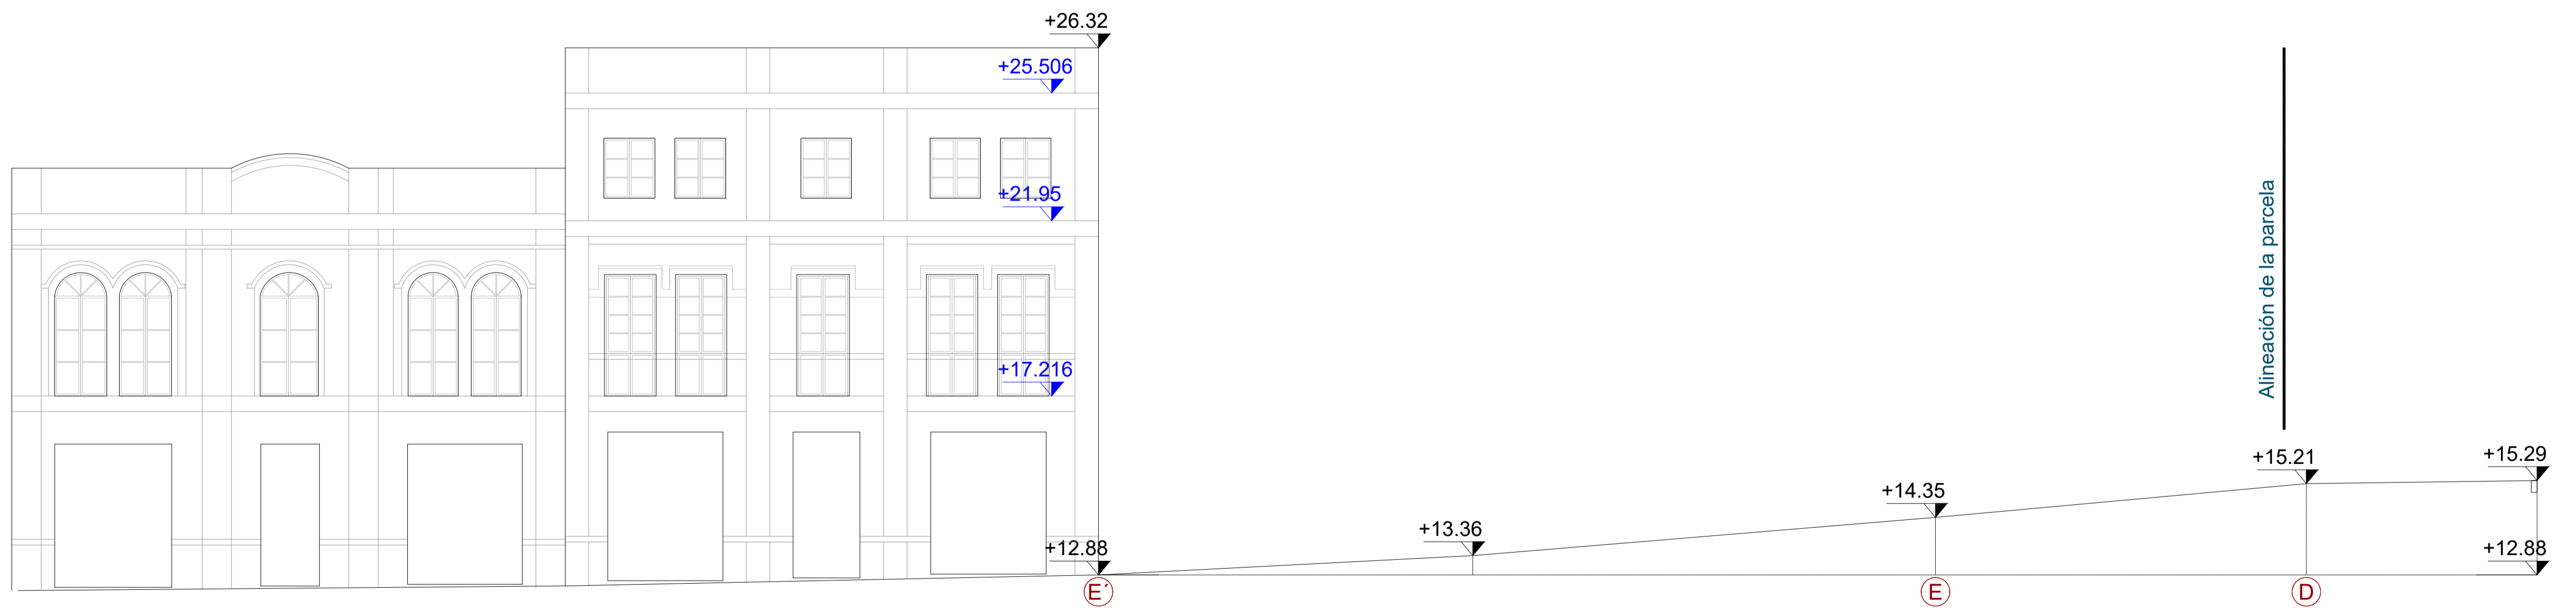 +26.32
+25.506
+21.95
Alineación de la parcela
+17.216
+15.29
+15.21
+14.35
+13.36
+12.88
+12.88
E´
E
D